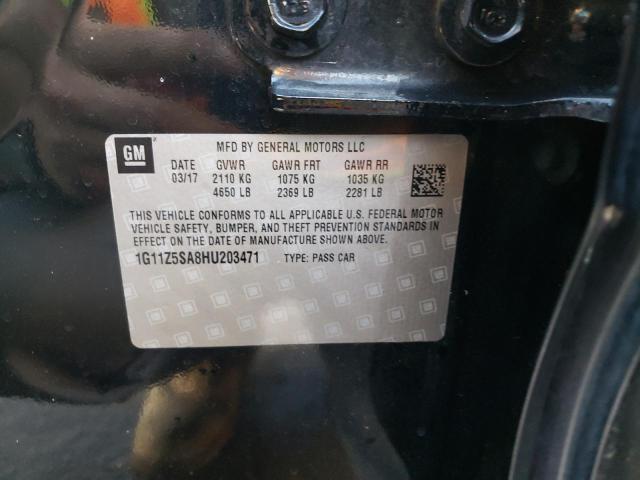 GM
MFD BY GENERAL MOTORS LLC
DATE GVWR GAWR FRT GAWR RR
03/17 2110 KG 1075 KG 1035 KG
4650 LB 2369 LB 2281 LB
THIS VEHICLE CONFORMS TO ALL APPLICABLE U.S. FEDERAL MOTOR
VEHICLE SAFETY, BUMPER, AND THEFT PREVENTION STANDARDS IN
EFFECT ON THE DATE OF MANUFACTURE SHOWN ABOVE.
1G11Z5SA8HU203471 TYPE: PASS CAR